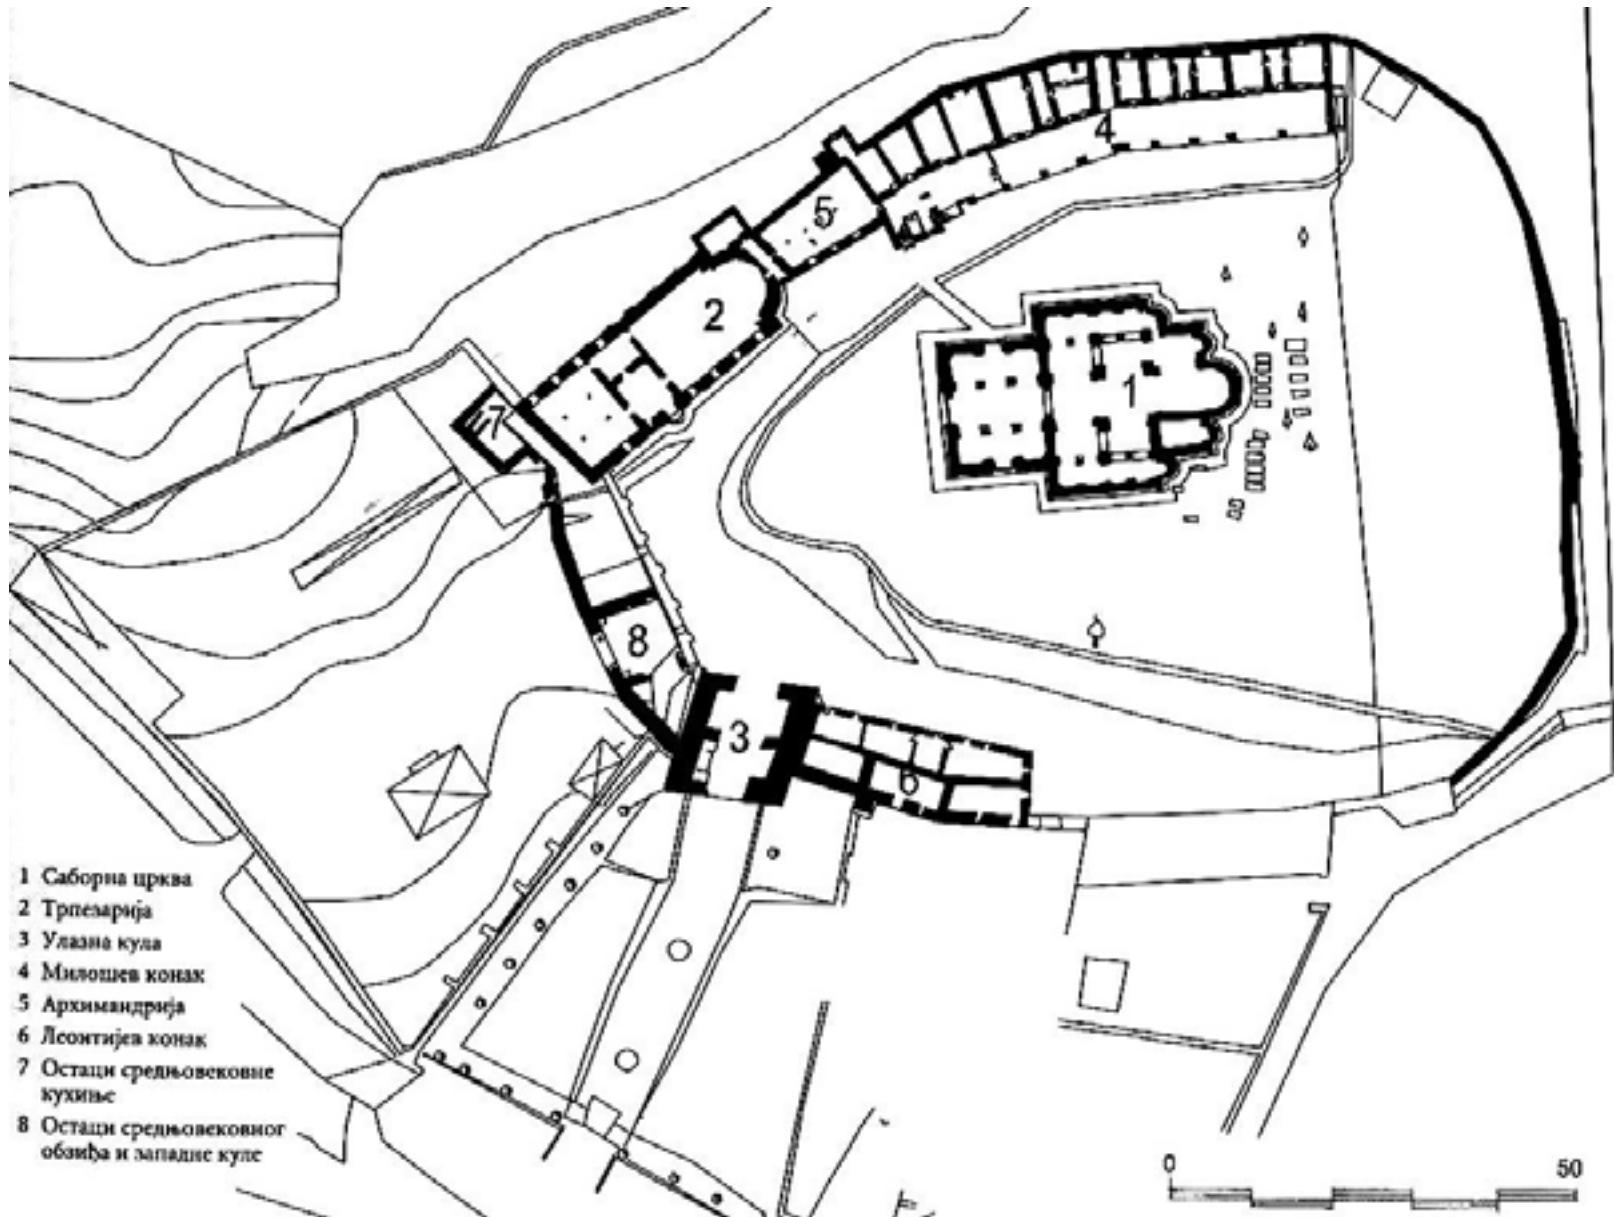 4
5
2
1
7
8
3
6
1 Саборна црква
2 Трпезарија
3 Улазна кула
4 Милошев конак
5 Архимандрија
6 Леонтијев конак
7 Остаци средњовековне
кухиње
8 Остаци средњовековног
обзиђа и западне куле
0 50